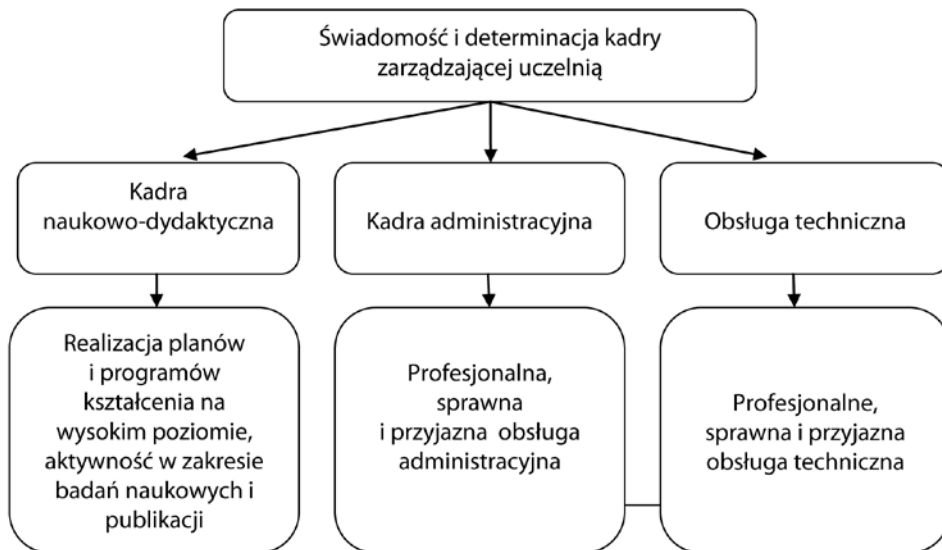 Świadomość i determinacja kadry
zarządzającej uczelnią
Kadra
naukowo-dydaktyczna
Kadra administracyjna
Obsługa techniczna
Realizacja planów
i programów
kształcenia na
wysokim poziomie,
aktywność w zakresie
badań naukowych i
publikacji
Profesjonalna,
sprawna
i przyjazna obsługa
administracyjna
Profesjonalne,
sprawna i przyjazna
obsługa techniczna